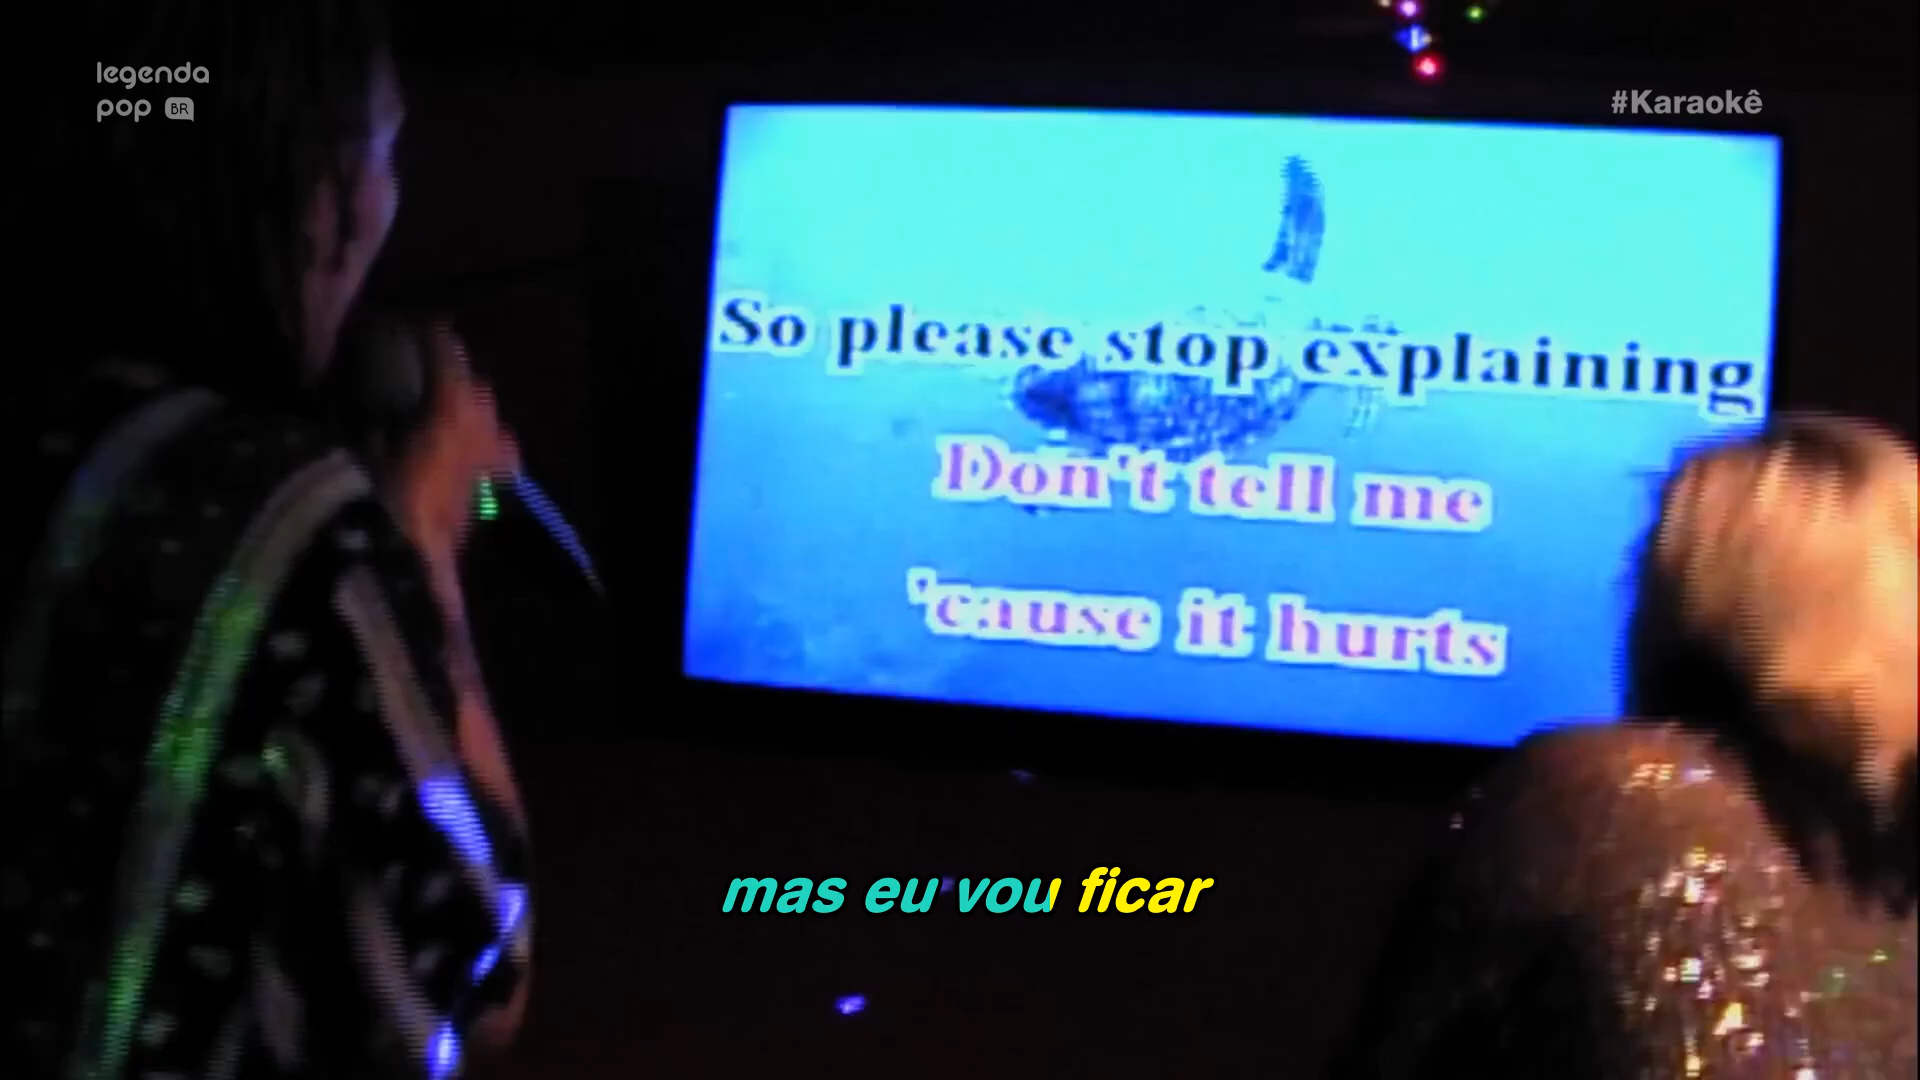 legenda
pop BR
#Karaokê
So please stop explaining
Don't tell me
'cause it hurts
mas eu vou ficar